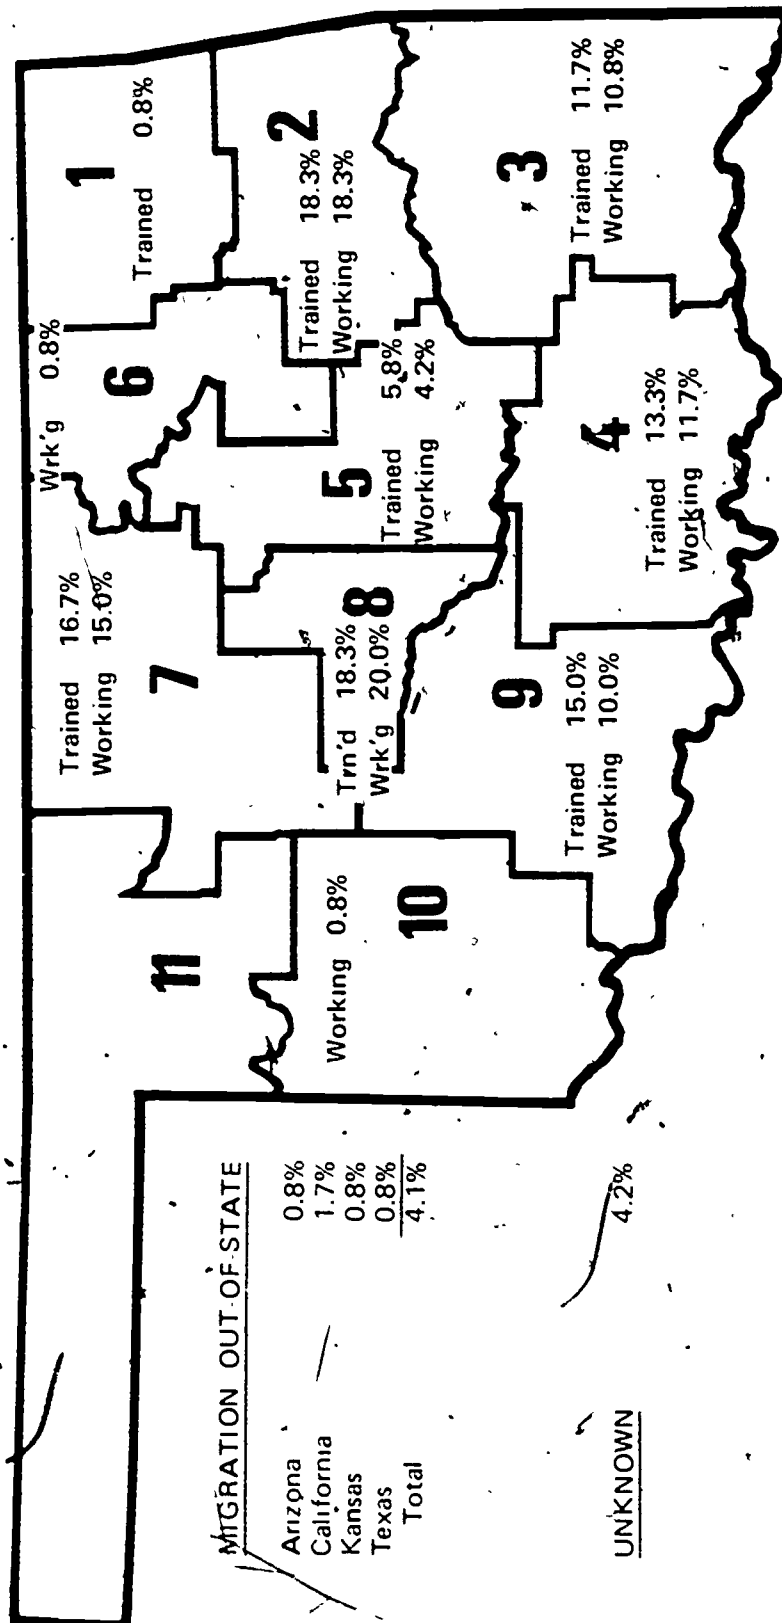 1
Trained 0.8%
2
Trained 18.3%
Working 18.3%
3
Trained 11.7%
Working 10.8%
4
Trained 13.3%
Working 11.7%
5
Trained 5.8%
Working 4.2%
Wrk'g 0.8%
6
Trained 16.7%
Working 15.0%
7
8
Trn'd 18.3%
Wrk'g 20.0%
9
Trained 15.0%
Working 10.0%
Working 0.8%
10
11
MIGRATION OUT-OF-STATE
Arizona 0.8%
California 1.7%
Kansas 0.8%
Texas 0.8%
Total 4.1%
UNKNOWN 4.2%